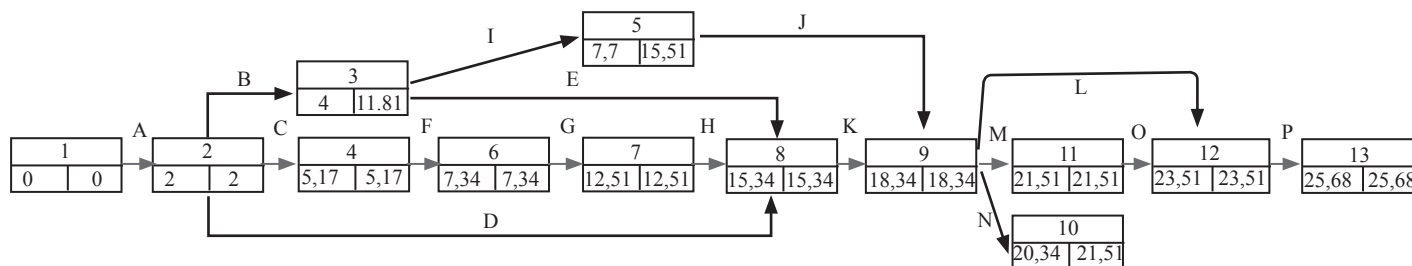 5
J
I
7,7 15,51
3
B
E
4 11.81
L
A
C
F
G
H
K
M
O
P
1
2
4
6
7
8
9
11
12
13
0 0
2 2
5,17 5,17
7,34 7,34
12,51 12,51
15,34 15,34
18,34 18,34
21,51 21,51
23,51 23,51
25,68 25,68
D
N
10
20,34 21,51